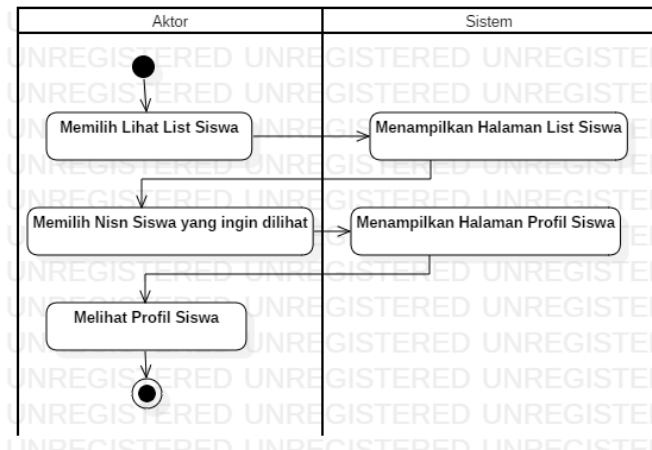 Aktor
Sistem
Memilih Lihat List Siswa
Menampilkan Halaman List Siswa
Memilih Nisn Siswa yang ingin dilihat
Menampilkan Halaman Profil Siswa
Melihat Profil Siswa
UNREGISTERED UNREGISTERED